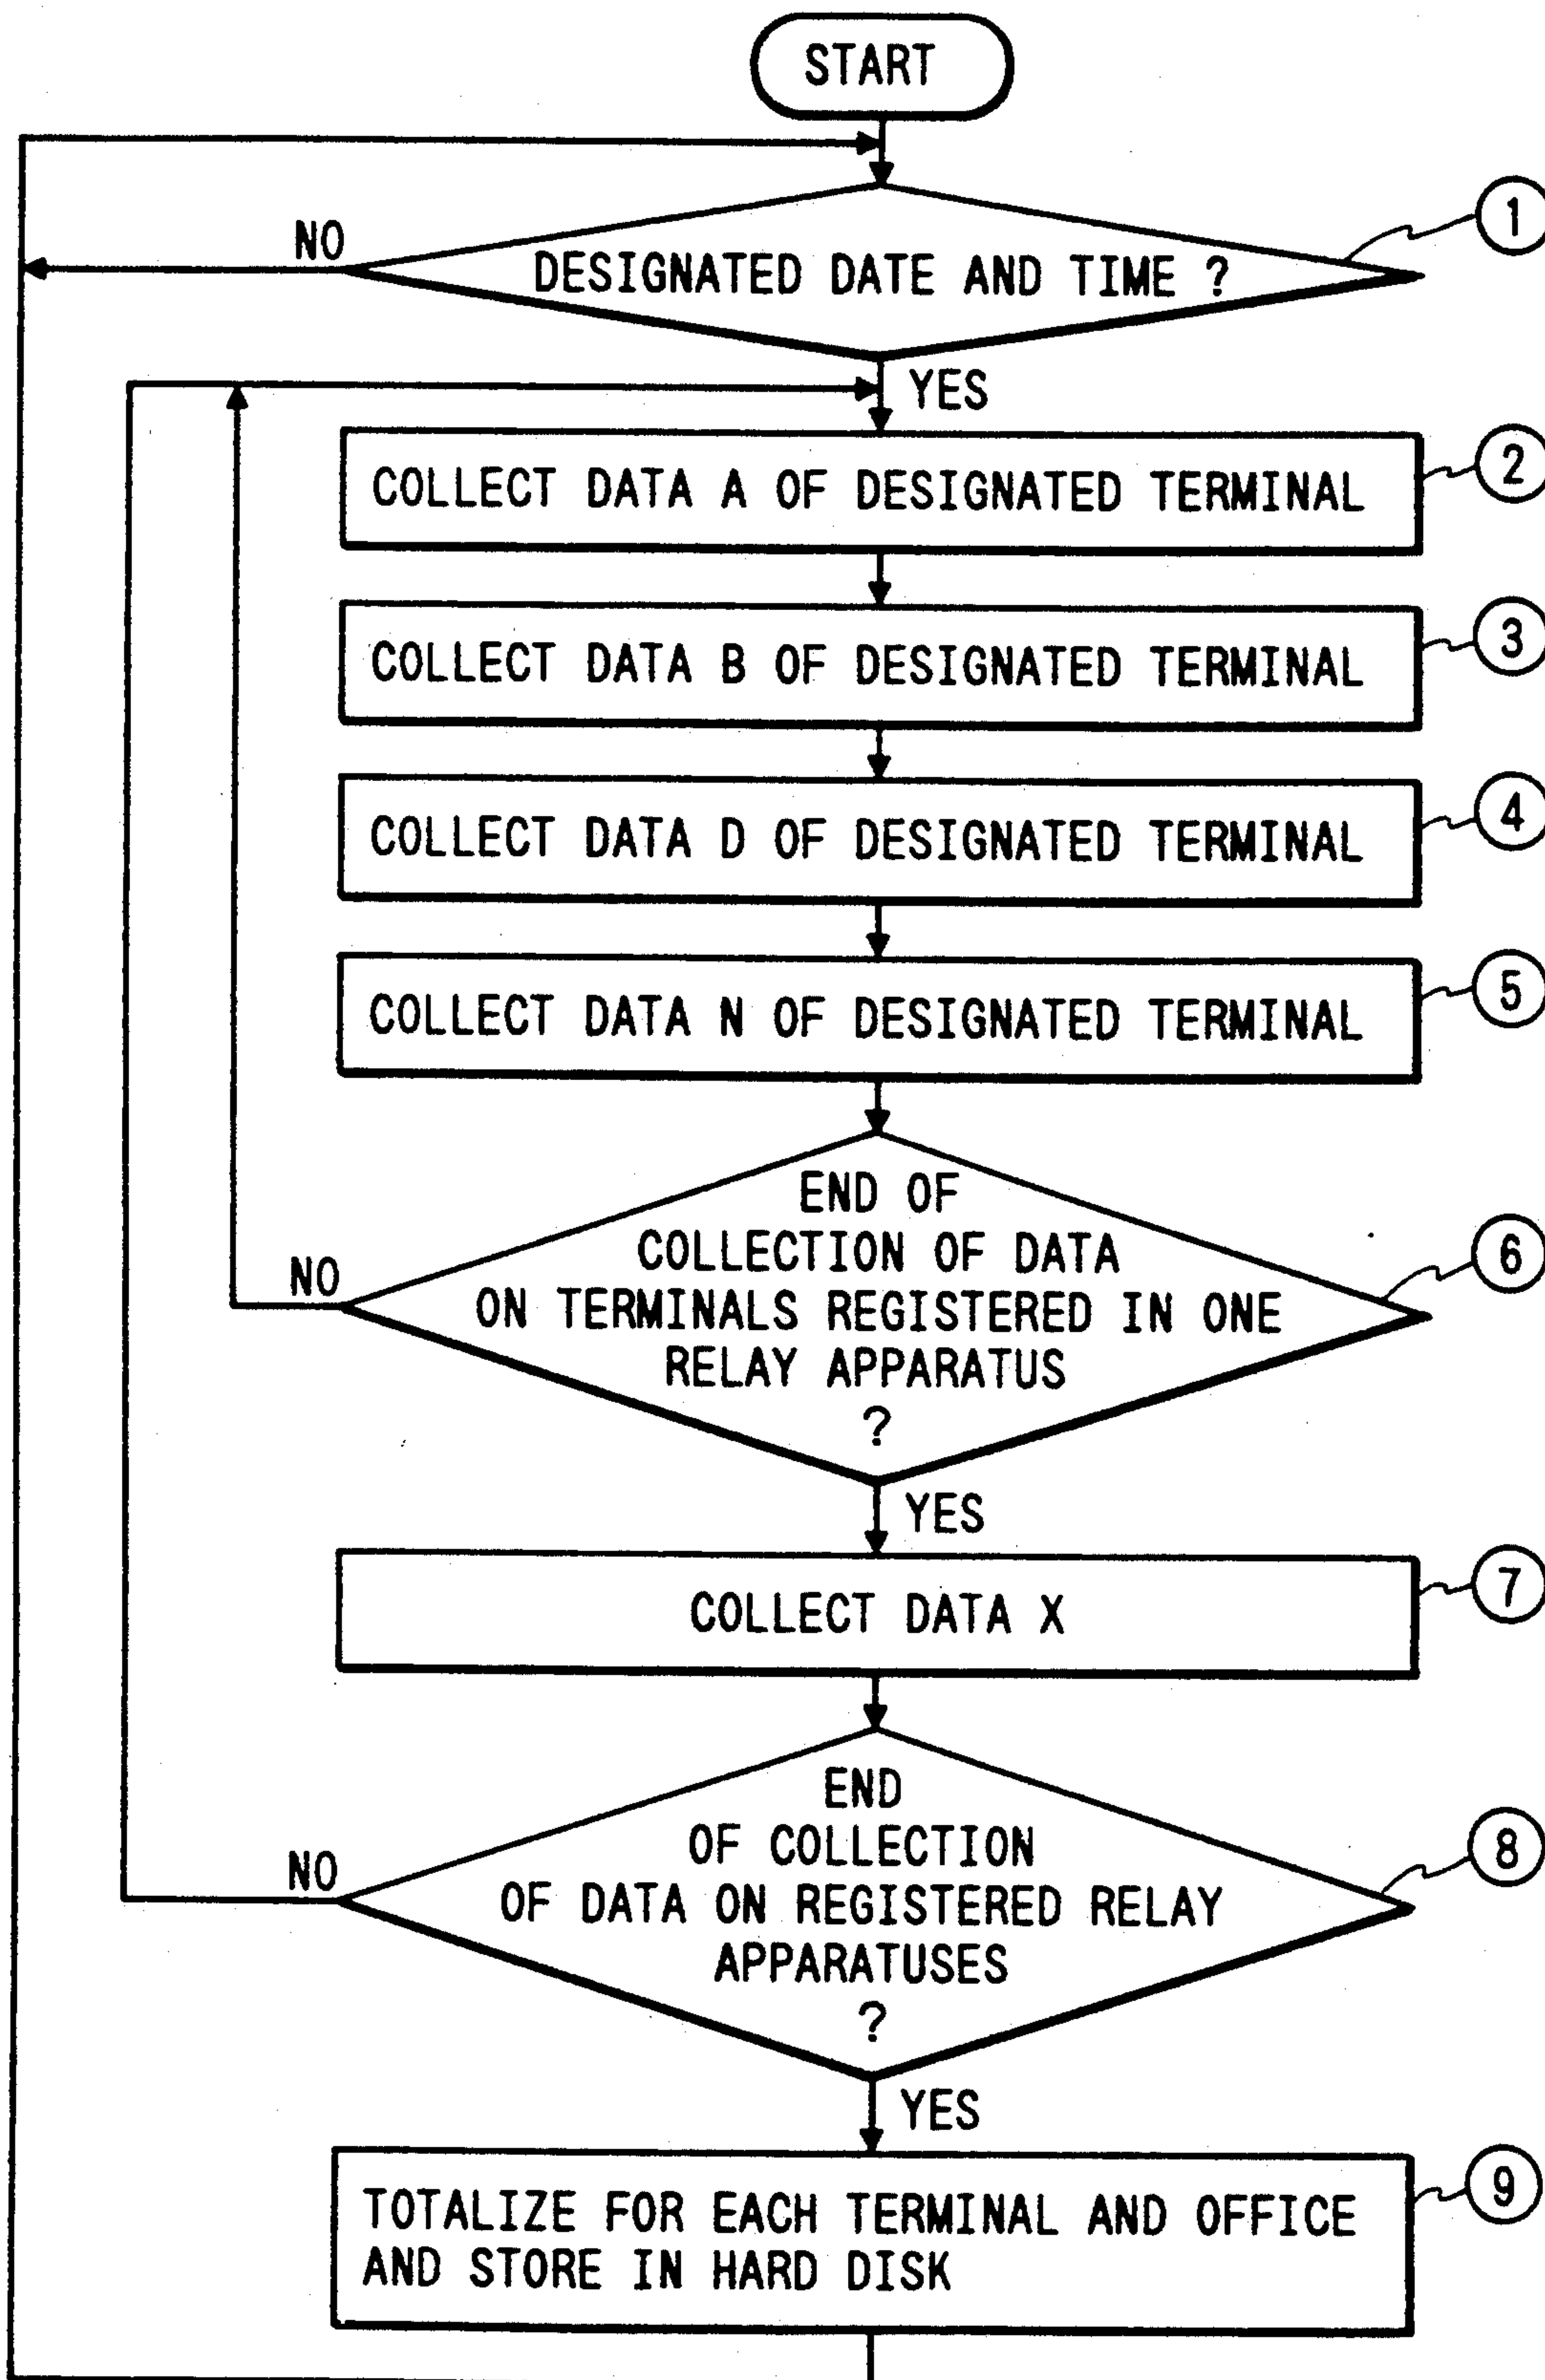 START
1
NO
DESIGNATED DATE AND TIME ?
YES
2
COLLECT DATA A OF DESIGNATED TERMINAL
3
COLLECT DATA B OF DESIGNATED TERMINAL
4
COLLECT DATA D OF DESIGNATED TERMINAL
5
COLLECT DATA N OF DESIGNATED TERMINAL
END OF
COLLECTION OF DATA
6
NO
ON TERMINALS REGISTERED IN ONE
RELAY APPARATUS
?
YES
7
COLLECT DATA X
END
OF COLLECTION
8
NO
OF DATA ON REGISTERED RELAY
APPARATUSES
?
YES
9
TOTALIZE FOR EACH TERMINAL AND OFFICE
AND STORE IN HARD DISK